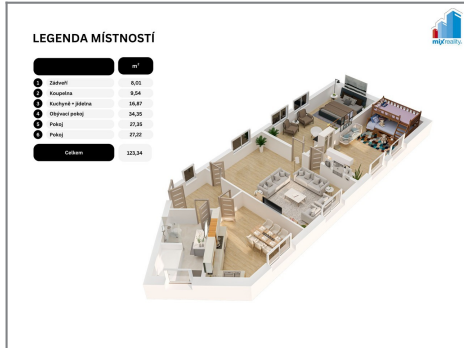 LEGENDA MÍSTNOSTÍ
mixreality.
m²
1 Zádveří 8,01
2 Koupelna 9,54
3 Kuchyně + jídelna 16,87
4 Obývací pokoj 34,35
5 Pokoj 27,35
6 Pokoj 27,22
Celkem 123,34